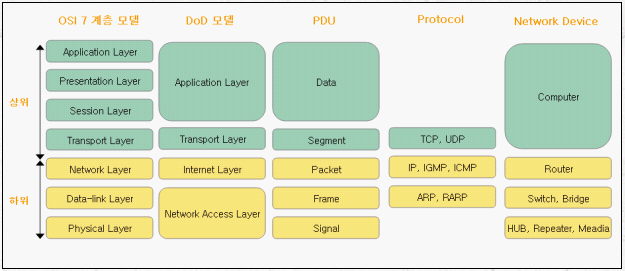 OSI 7 계층 모델 DoD 모델 PDU Protocol Network Device
Application Layer
Presentation Layer Application Layer Data Computer
상위
Session Layer
Transport Layer Transport Layer Segment TCP, UDP
Network Layer Internet Layer Packet IP, IGMP, ICMP Router
하위
Data-link Layer Network Access Layer Frame ARP, RARP Switch, Bridge
Physical Layer Signal HUB, Repeater, Meadia